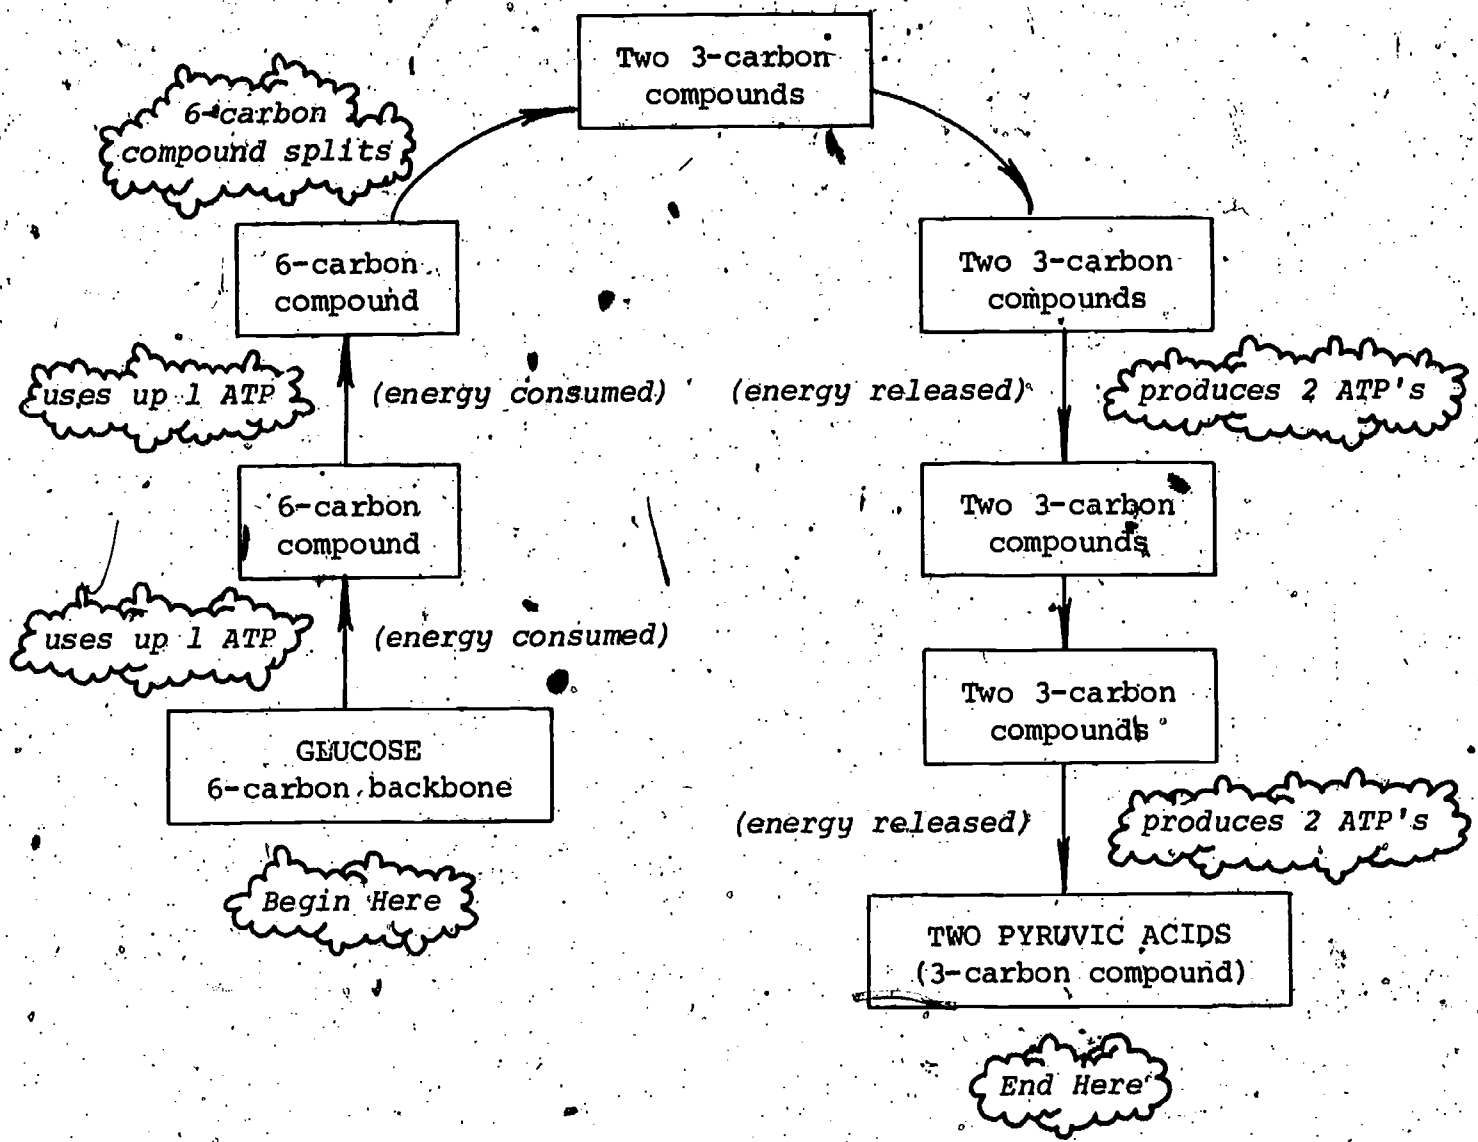 Two 3-carbon
compounds
6-carbon
compound splits
6-carbon
compound
Two 3-carbon
compounds
uses up 1 ATP
(energy consumed)
(energy released)
produces 2 ATP's
6-carbon
compound
Two 3-carbon
compounds
uses up 1 ATP
(energy consumed)
Two 3-carbon
compounds
GLUCOSE
6-carbon backbone
(energy released)
produces 2 ATP's
Begin Here
TWO PYRUVIC ACIDS
(3-carbon compound)
End Here